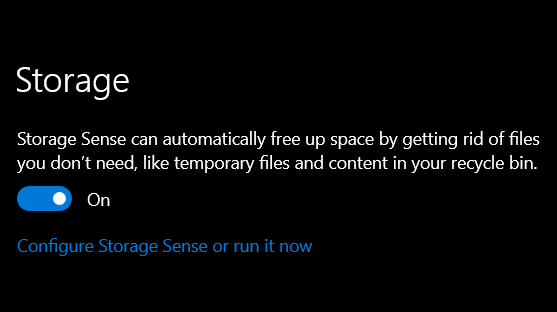 Storage
Storage Sense can automatically free up space by getting rid of files
you don’t need, like temporary files and content in your recycle bin.
On
Configure Storage Sense or run it now